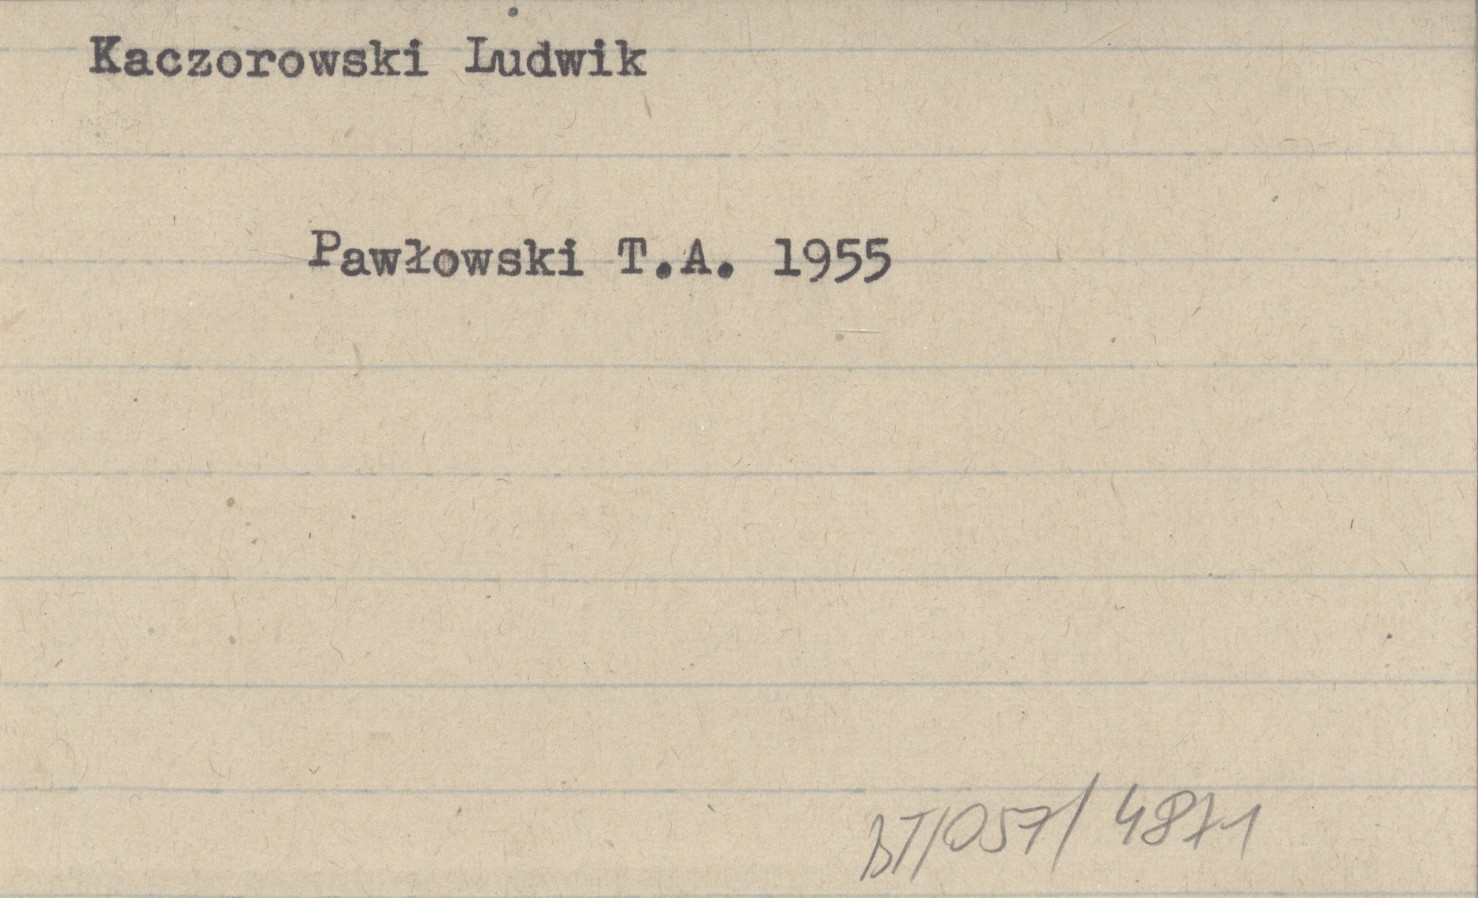 Kaczorowski Ludwik
Pawłowski T.A. 1955
BT/057/4871